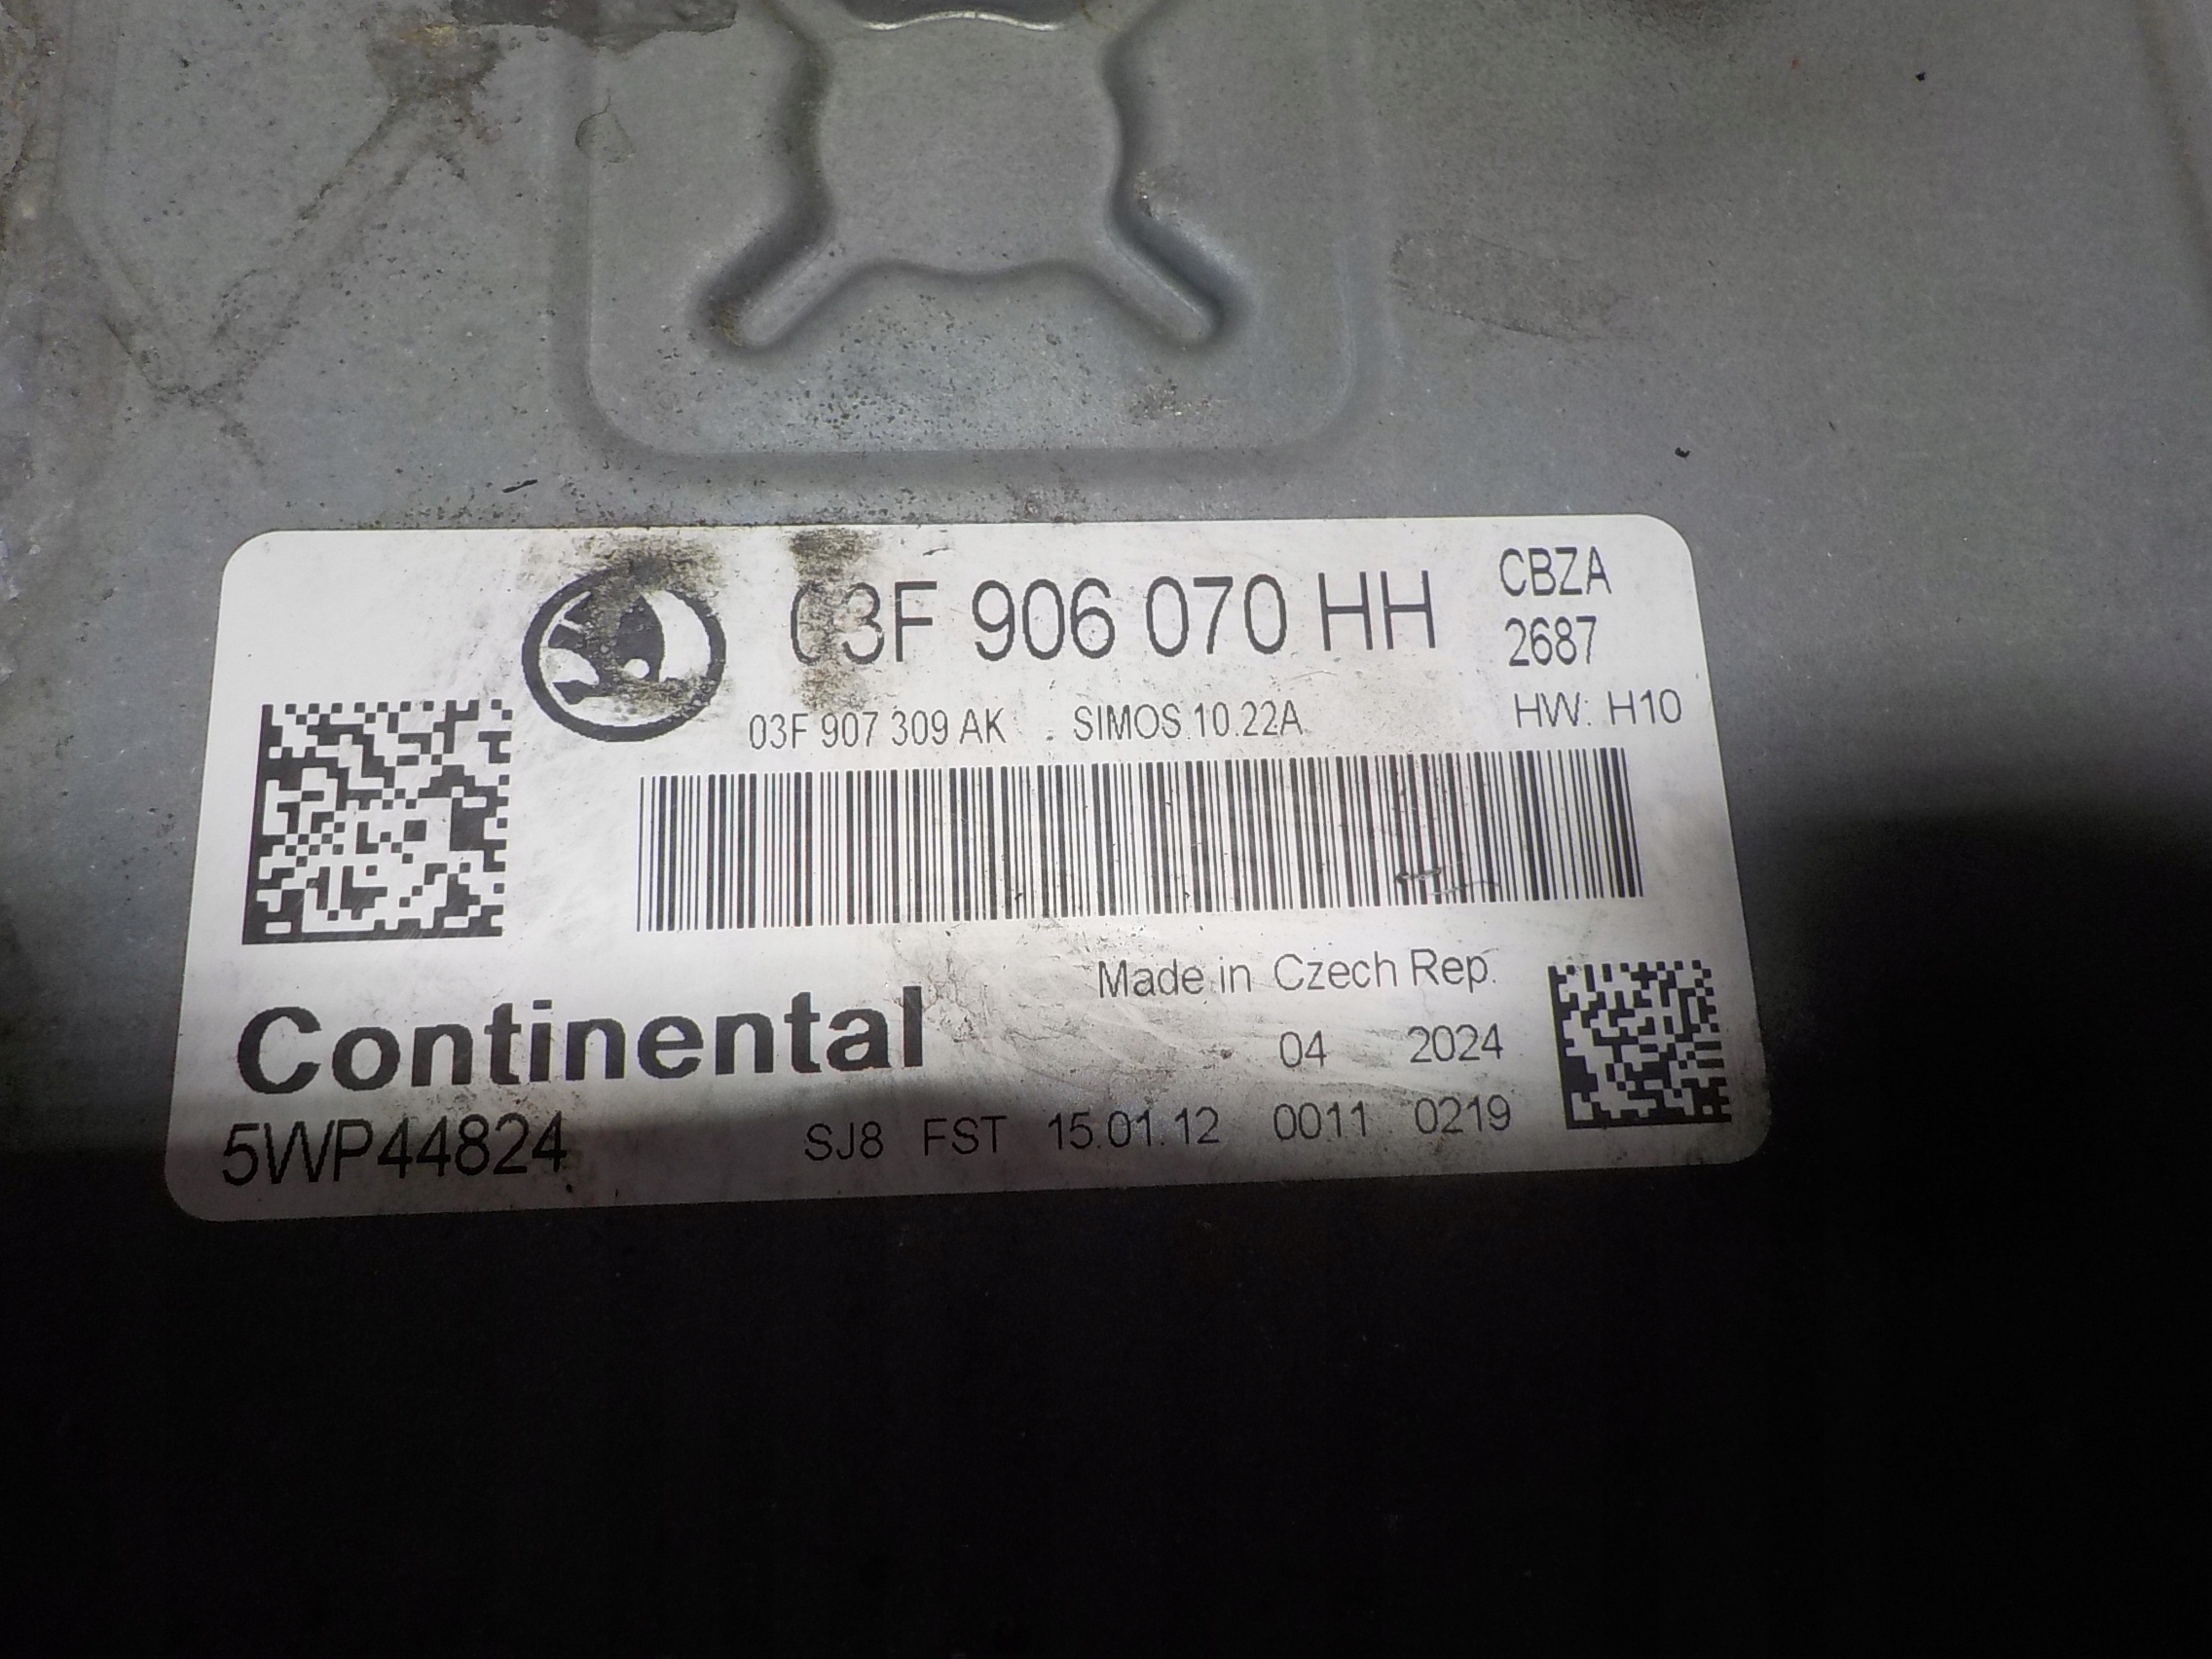 03F 906 070 HH CBZA
2687
03F 907 309 AK SIMOS 10.22A HW: H10
Made in Czech Rep.
Continental
04 2024
5WP44824 SJ8 FST 15.01.12 0011 0219